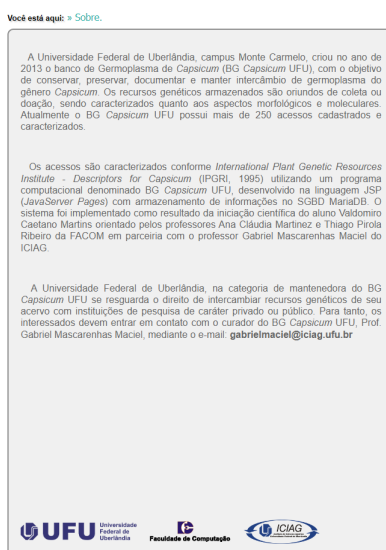 Você está aqui: » Sobre.
A Universidade Federal de Uberlândia, campus Monte Carmelo, criou no ano de
2013 o banco de Germoplasma de Capsicum (BG Capsicum UFU), com o objetivo
de conservar, preservar, documentar e manter intercâmbio de germoplasma do
gênero Capsicum. Os recursos genéticos armazenados são oriundos de coleta ou
doação, sendo caracterizados quanto aos aspectos morfológicos e moleculares.
Atualmente o BG Capsicum UFU possui mais de 250 acessos cadastrados e
caracterizados.
Os acessos são caracterizados conforme International Plant Genetic Resources
Institute - Descriptors for Capsicum (IPGRI, 1995) utilizando um programa
computacional denominado BG Capsicum UFU, desenvolvido na linguagem JSP
(JavaServer Pages) com armazenamento de informações no SGBD MariaDB. O
sistema foi implementado como resultado da iniciação científica do aluno Valdomiro
Caetano Martins orientado pelos professores Ana Cláudia Martinez e Thiago Pirola
Ribeiro da FACOM em parceiria com o professor Gabriel Mascarenhas Maciel do
ICIAG.
A Universidade Federal de Uberlândia, na categoria de mantenedora do BG
Capsicum UFU se resguarda o direito de intercambiar recursos genéticos de seu
acervo com instituições de pesquisa de caráter privado ou público. Para tanto, os
interessados devem entrar em contato com o curador do BG Capsicum UFU, Prof.
Gabriel Mascarenhas Maciel, mediante o e-mail: gabrielmaciel@iciag.ufu.br
UFU Universidade
Federal de
Uberlândia
Faculdade de Computação
ICIAG